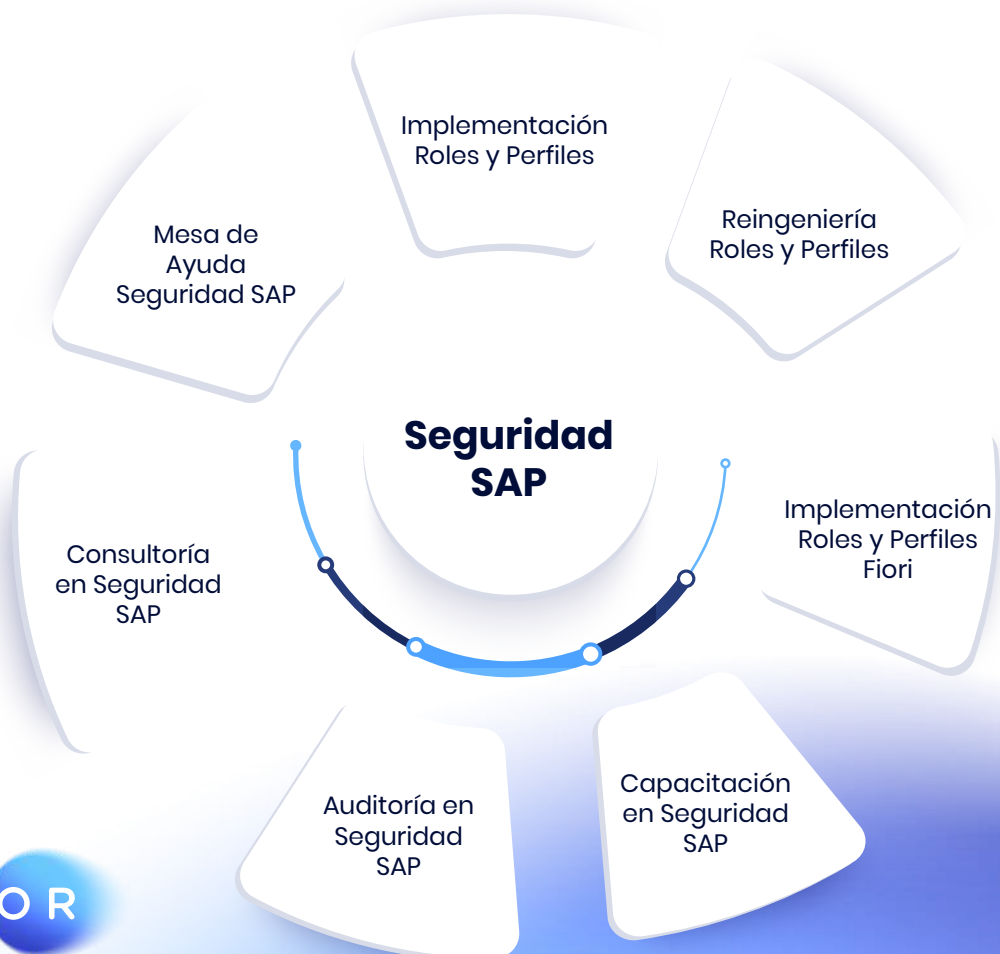 Implementación
Roles y Perfiles
Reingeniería
Roles y Perfiles
Mesa de
Ayuda
Seguridad SAP
Seguridad
SAP
Implementación
Roles y Perfiles
Fiori
Consultoría
en Seguridad
SAP
Capacitación
en Seguridad
SAP
Auditoría en
Seguridad
SAP
OR